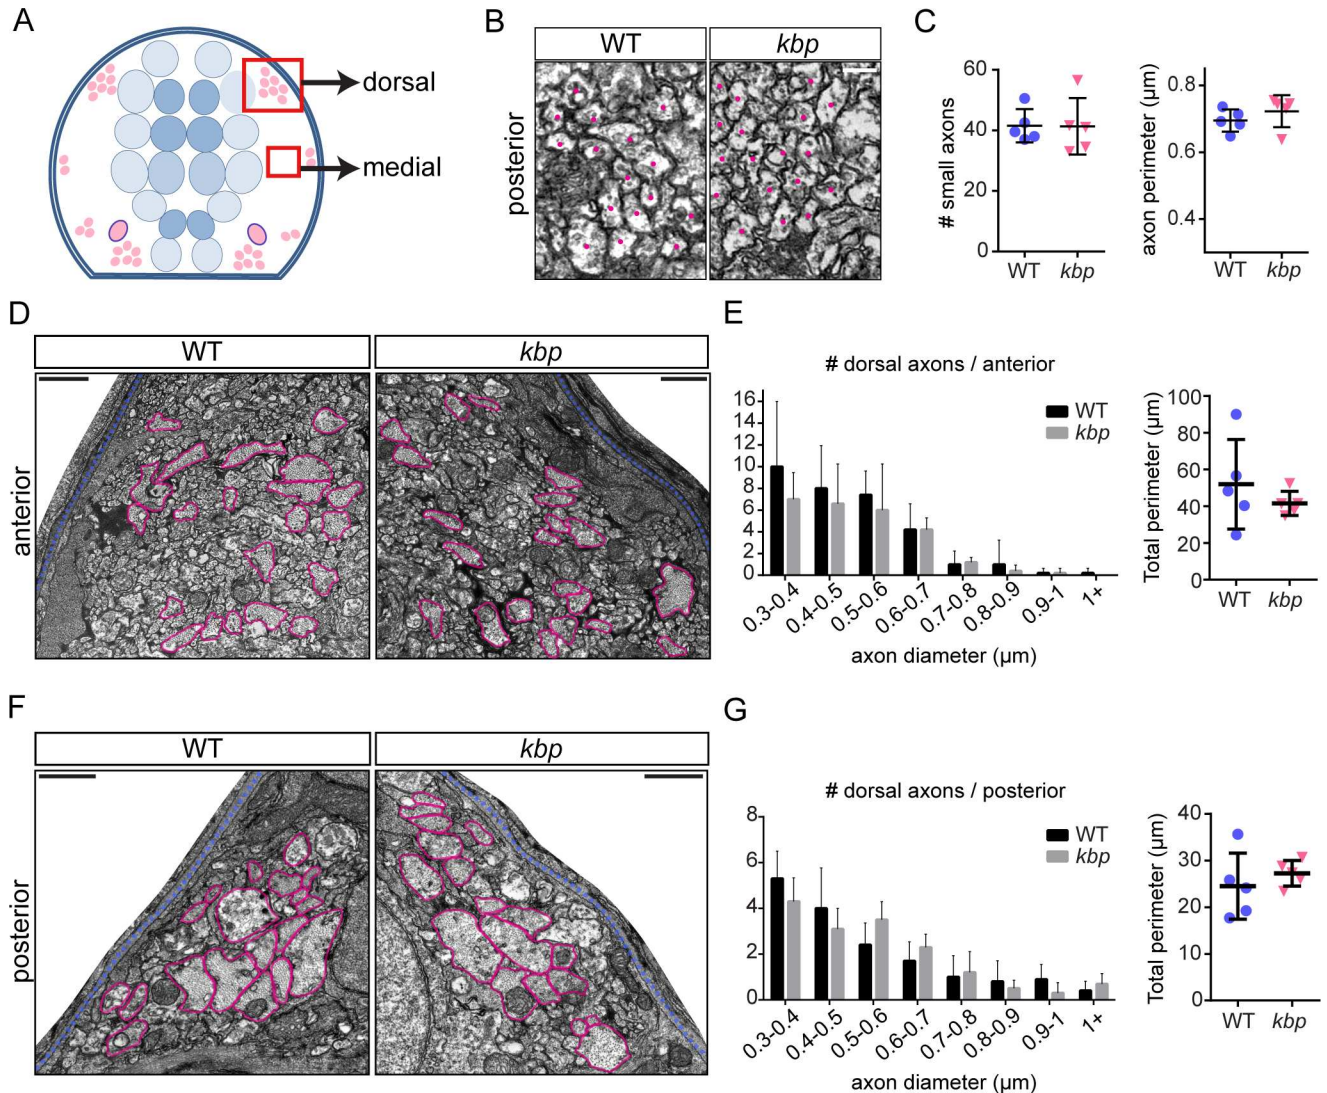 A
dorsal
medial
B
WT kbp
posterior
C
# small axons
60
40
20
0
WT kbp
axon perimeter (µm)
0.8
0.6
0.4
WT kbp
D
WT kbp
anterior
E
# dorsal axons / anterior
16
14
12
10
8
6
4
2
0
WT
kbp
0.3-0.4 0.4-0.5 0.5-0.6 0.6-0.7 0.7-0.8 0.8-0.9 0.9-1 1+
axon diameter (µm)
Total perimeter (µm)
100
80
60
40
20
0
WT kbp
F
WT kbp
posterior
G
# dorsal axons / posterior
8
6
4
2
0
WT
kbp
0.3-0.4 0.4-0.5 0.5-0.6 0.6-0.7 0.7-0.8 0.8-0.9 0.9-1 1+
axon diameter (µm)
Total perimeter (µm)
40
30
20
10
0
WT kbp